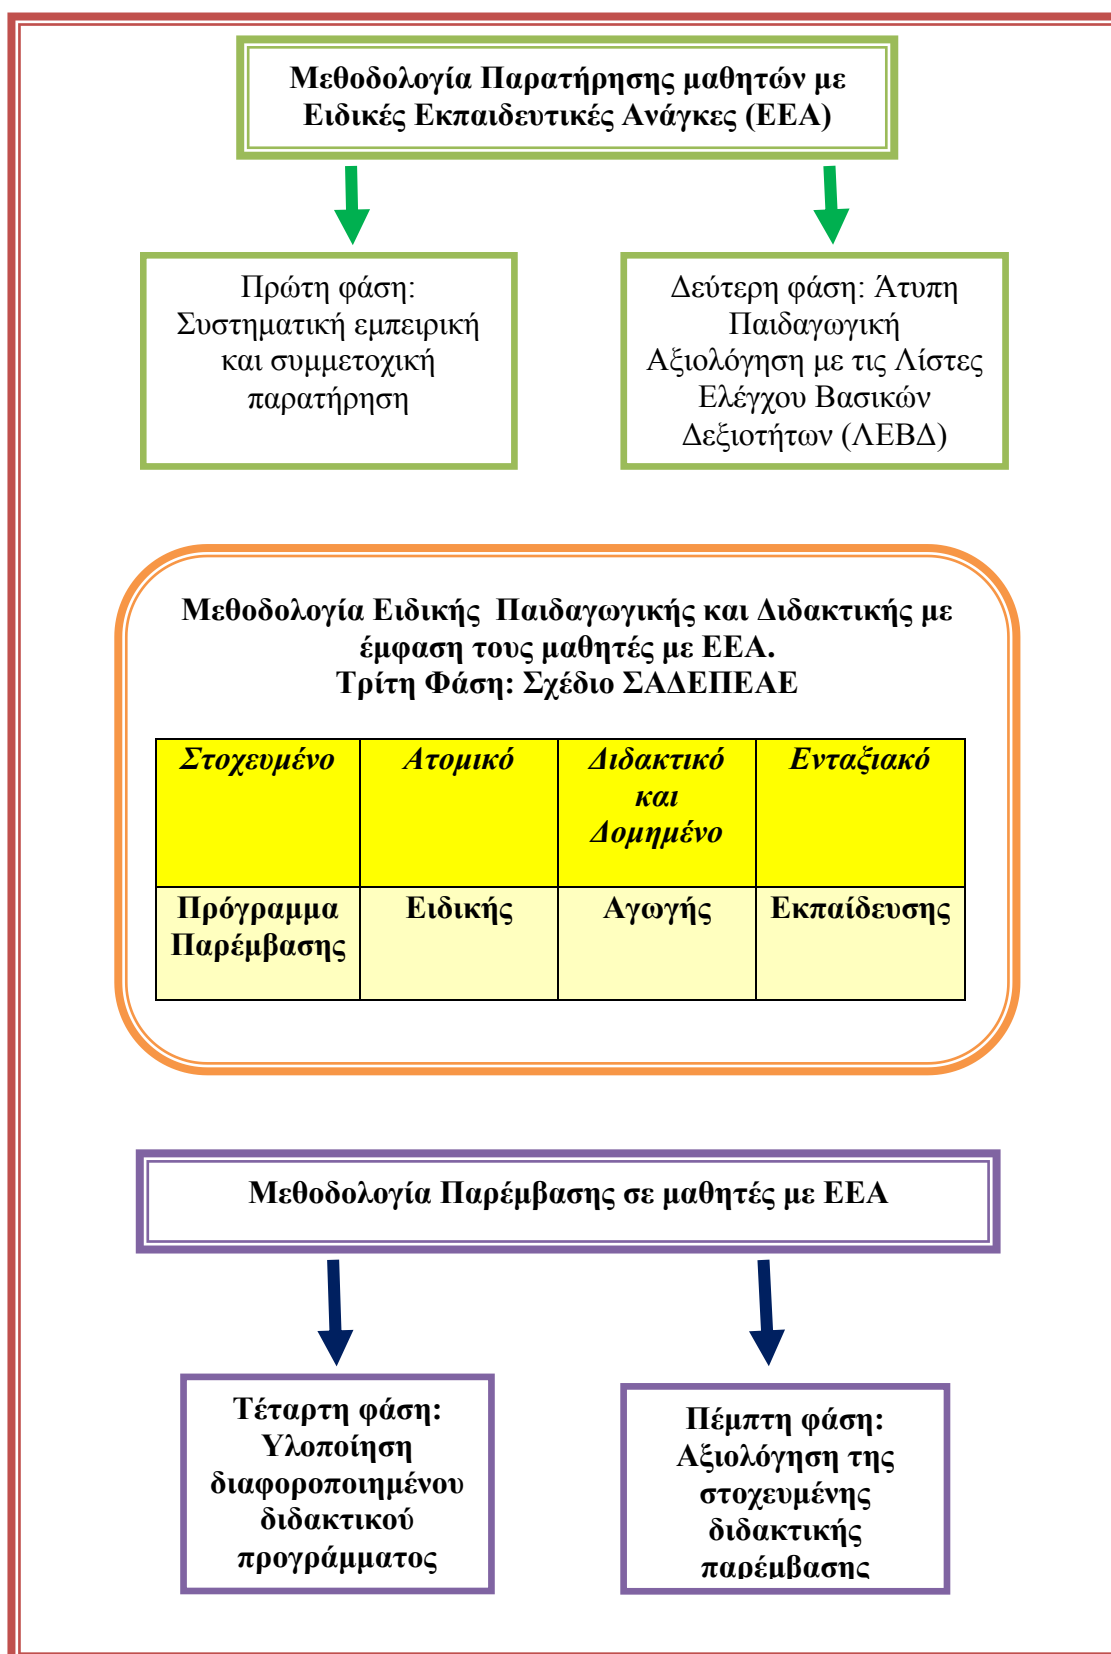 Μεθοδολογία Παρατήρησης μαθητών με
Ειδικές Εκπαιδευτικές Ανάγκες (ΕΕΑ)
Πρώτη φάση:
Συστηματική εμπειρική
και συμμετοχική
παρατήρηση
Δεύτερη φάση: Άτυπη
Παιδαγωγική
Αξιολόγηση με τις Λίστες
Ελέγχου Βασικών
Δεξιοτήτων (ΛΕΒΔ)
Μεθοδολογία Ειδικής Παιδαγωγικής και Διδακτικής με
έμφαση τους μαθητές με ΕΕΑ.
Τρίτη Φάση: Σχέδιο ΣΑΔΕΠΕΑΕ
Στοχευμένο
Ατομικό
Διδακτικό
και
Δομημένο
Ενταξιακό
Πρόγραμμα
Παρέμβασης
Ειδικής
Αγωγής
Εκπαίδευσης
Μεθοδολογία Παρέμβασης σε μαθητές με ΕΕΑ
Τέταρτη φάση:
Υλοποίηση
διαφοροποιημένου
διδακτικού
προγράμματος
Πέμπτη φάση:
Αξιολόγηση της
στοχευμένης
διδακτικής
παρέμβασης